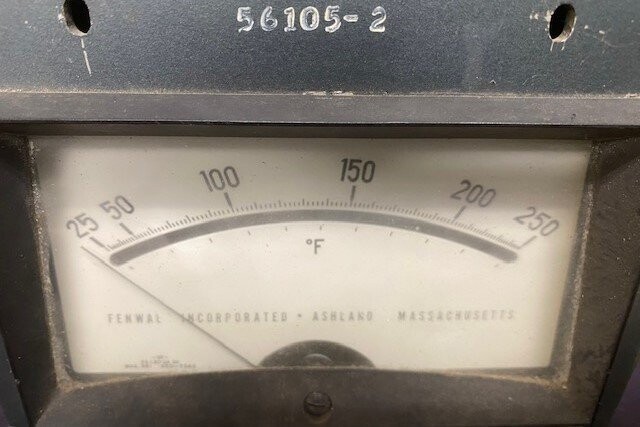 56105-2
25 50 100 150 200 250
°F
FENWAL INCORPORATED • ASHLAND MASSACHUSETTS